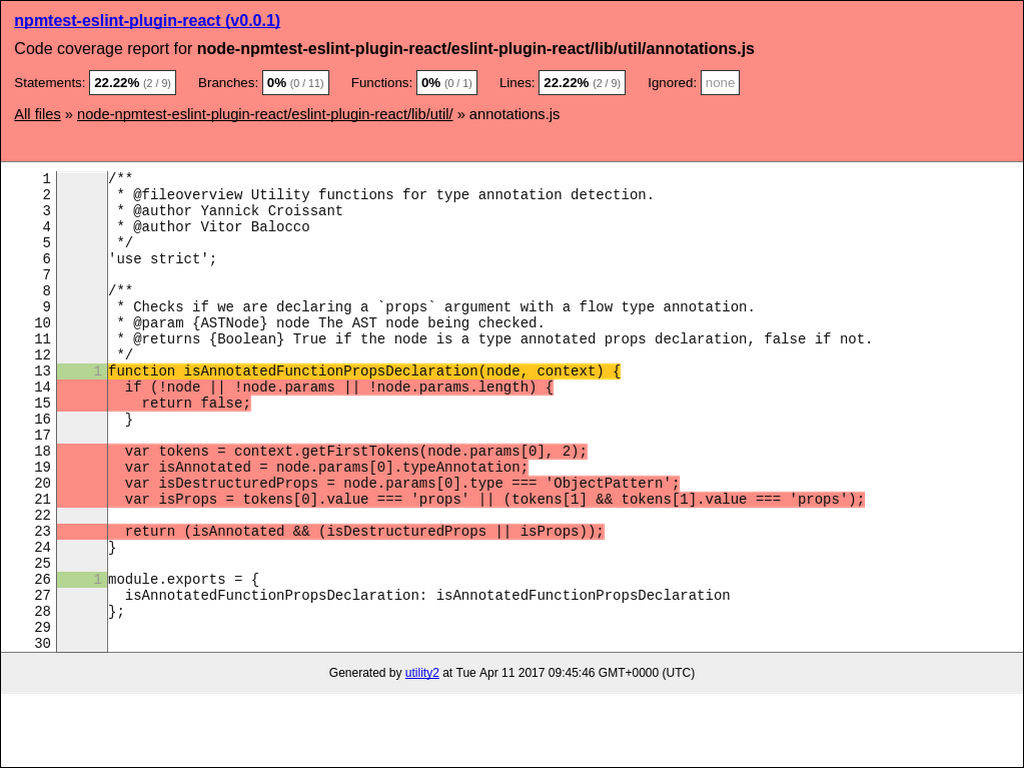 npmtest-eslint-plugin-react (v0.0.1)
Code coverage report for node-npmtest-eslint-plugin-react/eslint-plugin-react/lib/util/annotations.js
Statements: 22.22% (2 / 9) Branches: 0% (0 / 11) Functions: 0% (0 / 1) Lines: 22.22% (2 / 9) Ignored: none
All files » node-npmtest-eslint-plugin-react/eslint-plugin-react/lib/util/ » annotations.js
1 /**
2 * @fileoverview Utility functions for type annotation detection.
3 * @author Yannick Croissant
4 * @author Vitor Balocco
5 */
6 'use strict';
7
8 /**
9 * Checks if we are declaring a `props` argument with a flow type annotation.
10 * @param {ASTNode} node The AST node being checked.
11 * @returns {Boolean} True if the node is a type annotated props declaration, false if not.
12 */
13 1 function isAnnotatedFunctionPropsDeclaration(node, context) {
14 if (!node || !node.params || !node.params.length) {
15 return false;
16 }
17
18 var tokens = context.getFirstTokens(node.params[0], 2);
19 var isAnnotated = node.params[0].typeAnnotation;
20 var isDestructuredProps = node.params[0].type === 'ObjectPattern';
21 var isProps = tokens[0].value === 'props' || (tokens[1] && tokens[1].value === 'props');
22
23 return (isAnnotated && (isDestructuredProps || isProps));
24 }
25
26 1 module.exports = {
27 isAnnotatedFunctionPropsDeclaration: isAnnotatedFunctionPropsDeclaration
28 };
29
30
Generated by utility2 at Tue Apr 11 2017 09:45:46 GMT+0000 (UTC)